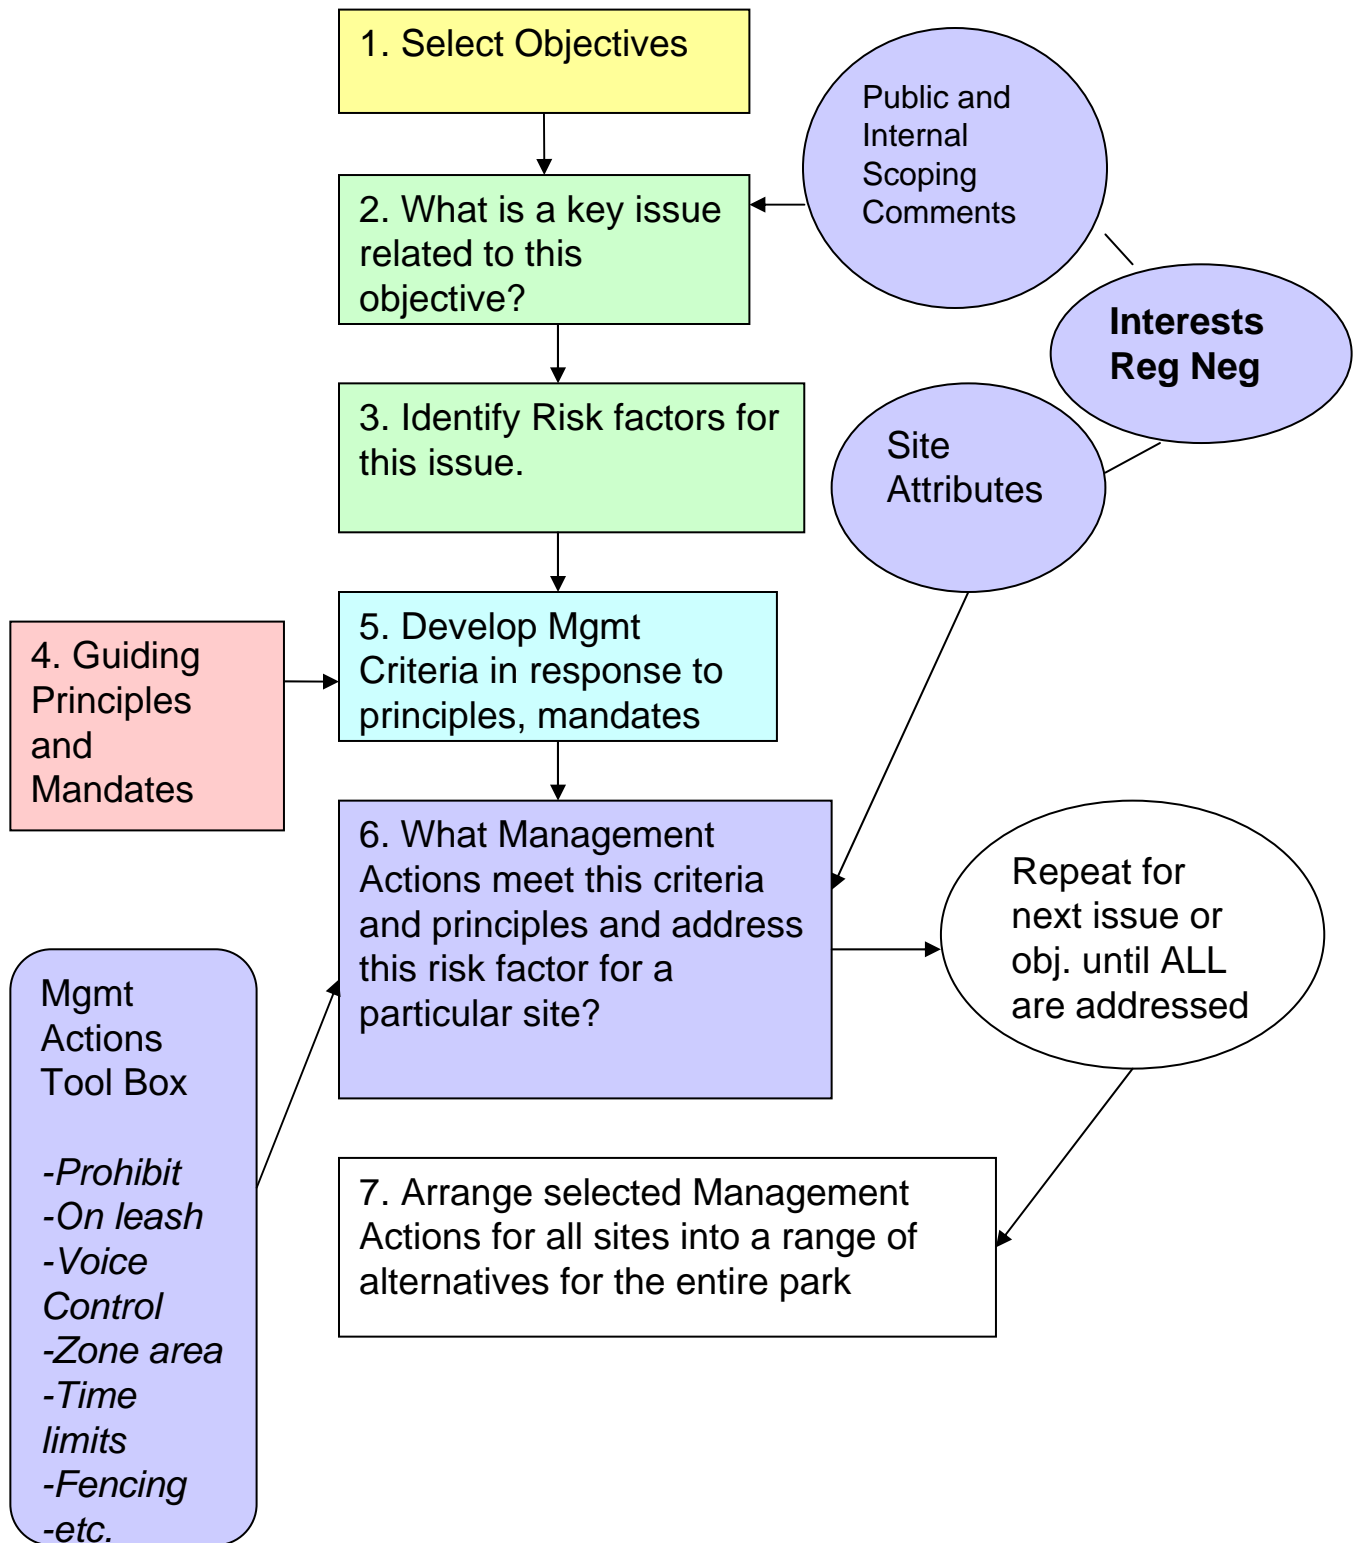 1. Select Objectives
Public and
Internal
Scoping
Comments
2. What is a key issue
related to this
objective?
Interests
Reg Neg
3. Identify Risk factors for
this issue.
Site
Attributes
4. Guiding
Principles
and
Mandates
5. Develop Mgmt
Criteria in response to
principles, mandates
6. What Management
Actions meet this criteria
and principles and address
this risk factor for a
particular site?
Repeat for
next issue or
obj. until ALL
are addressed
Mgmt
Actions
Tool Box
-Prohibit
-On leash
-Voice
Control
-Zone area
-Time
limits
-Fencing
-etc.
7. Arrange selected Management
Actions for all sites into a range of
alternatives for the entire park